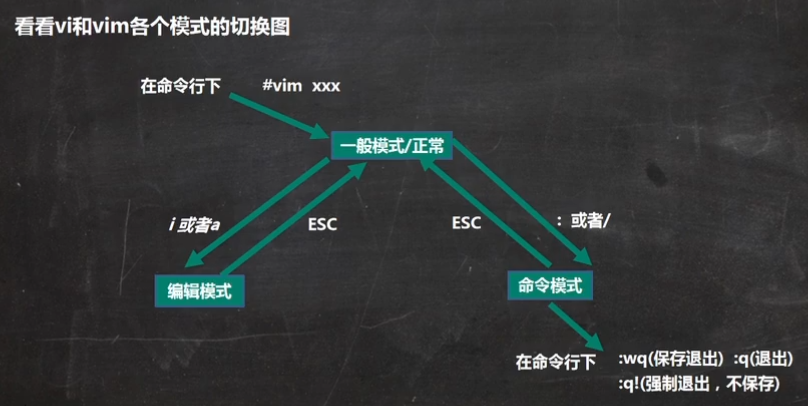 看看vi和vim各个模式的切换图
在命令行下 #vim xxx
一般模式/正常
i 或者a
ESC
ESC
: 或者/
编辑模式
命令模式
在命令行下
:wq(保存退出) :q(退出)
:q!(强制退出，不保存)